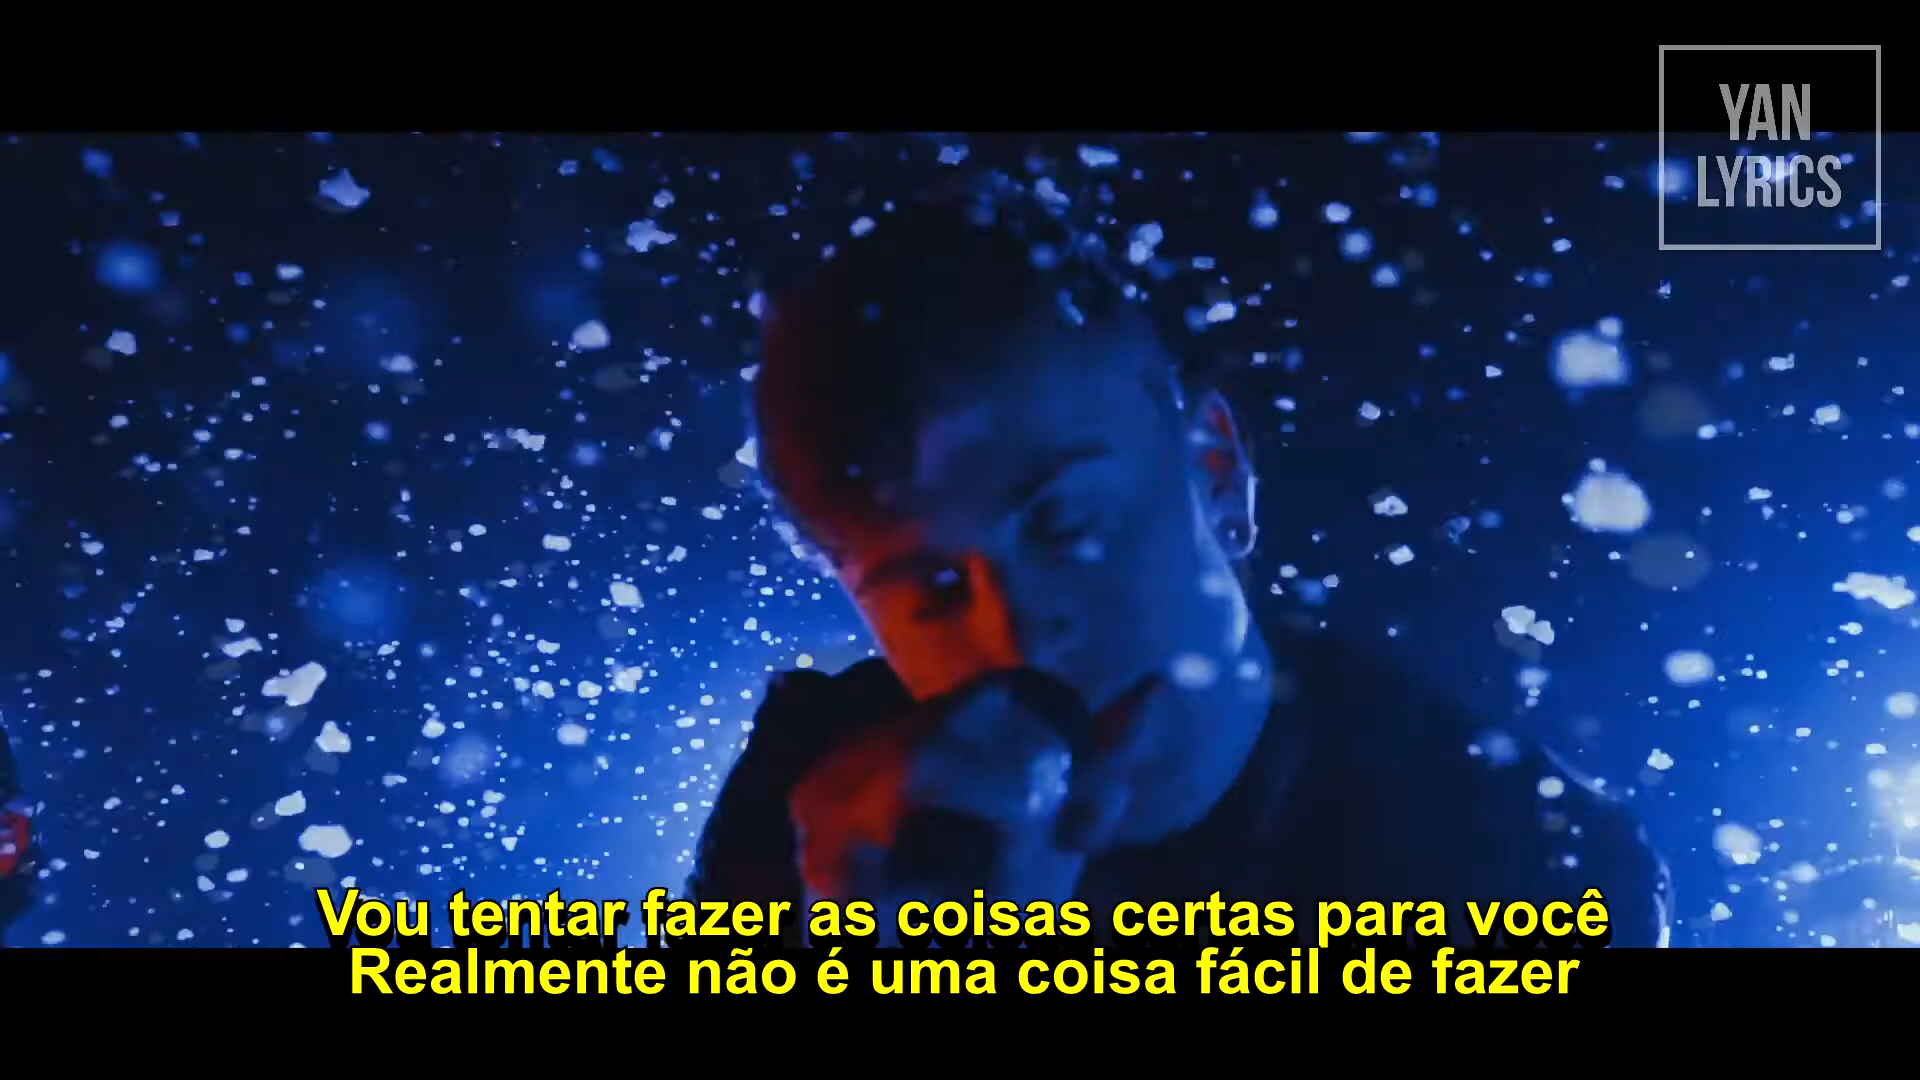 YAN
LYRICS
Vou tentar fazer as coisas certas para você
Realmente não é uma coisa fácil de fazer